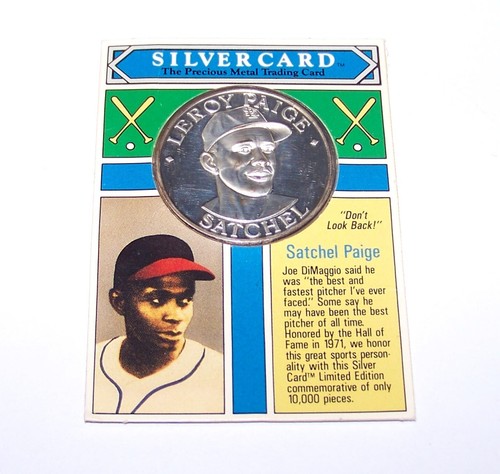 SILVERCARD™
The Precious Metal Trading Card
LEROY PAIGE
SATCHEL
"Don't
Look Back!"
Satchel Paige
Joe DiMaggio said he
was "the best and
fastest pitcher I've ever
faced." Some say he
may have been the best
pitcher of all time.
Honored by the Hall of
Fame in 1971, we honor
this great sports person-
ality with this Silver
Card™ Limited Edition
commemorative of only
10,000 pieces.